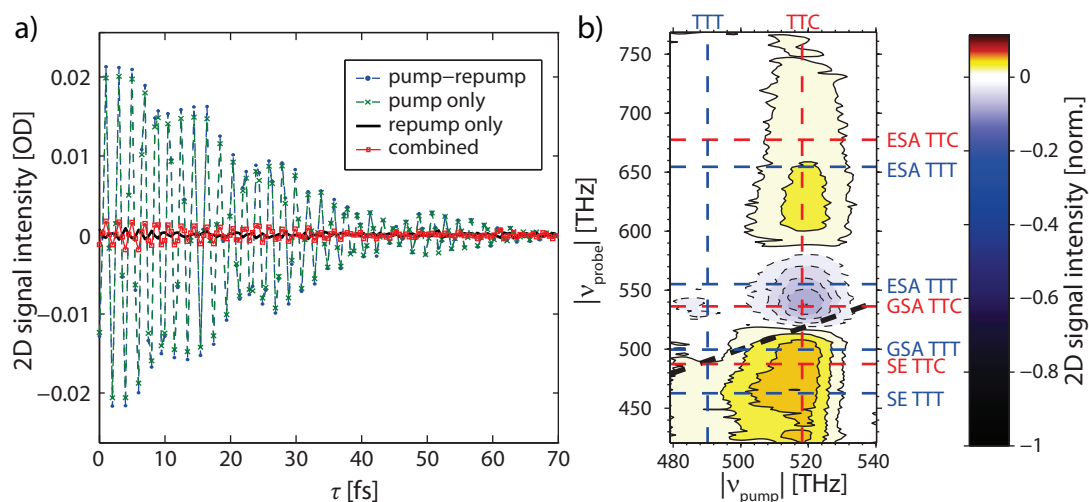 a)
2D signal intensity [OD]
0.02
0.01
0
−0.01
−0.02
pump−repump
pump only
repump only
combined
0 10 20 30 40 50 60 70
τ [fs]
b)
TTT TTC
|νprobe| [THz]
750
700
650
600
550
500
450
ESA TTC
ESA TTT
ESA TTT
GSA TTC
GSA TTT
SE TTC
SE TTT
479 500 520 540
|νpump| [THz]
0
−0.2
−0.4
−0.6
−0.8
−1
2D signal intensity [norm.]